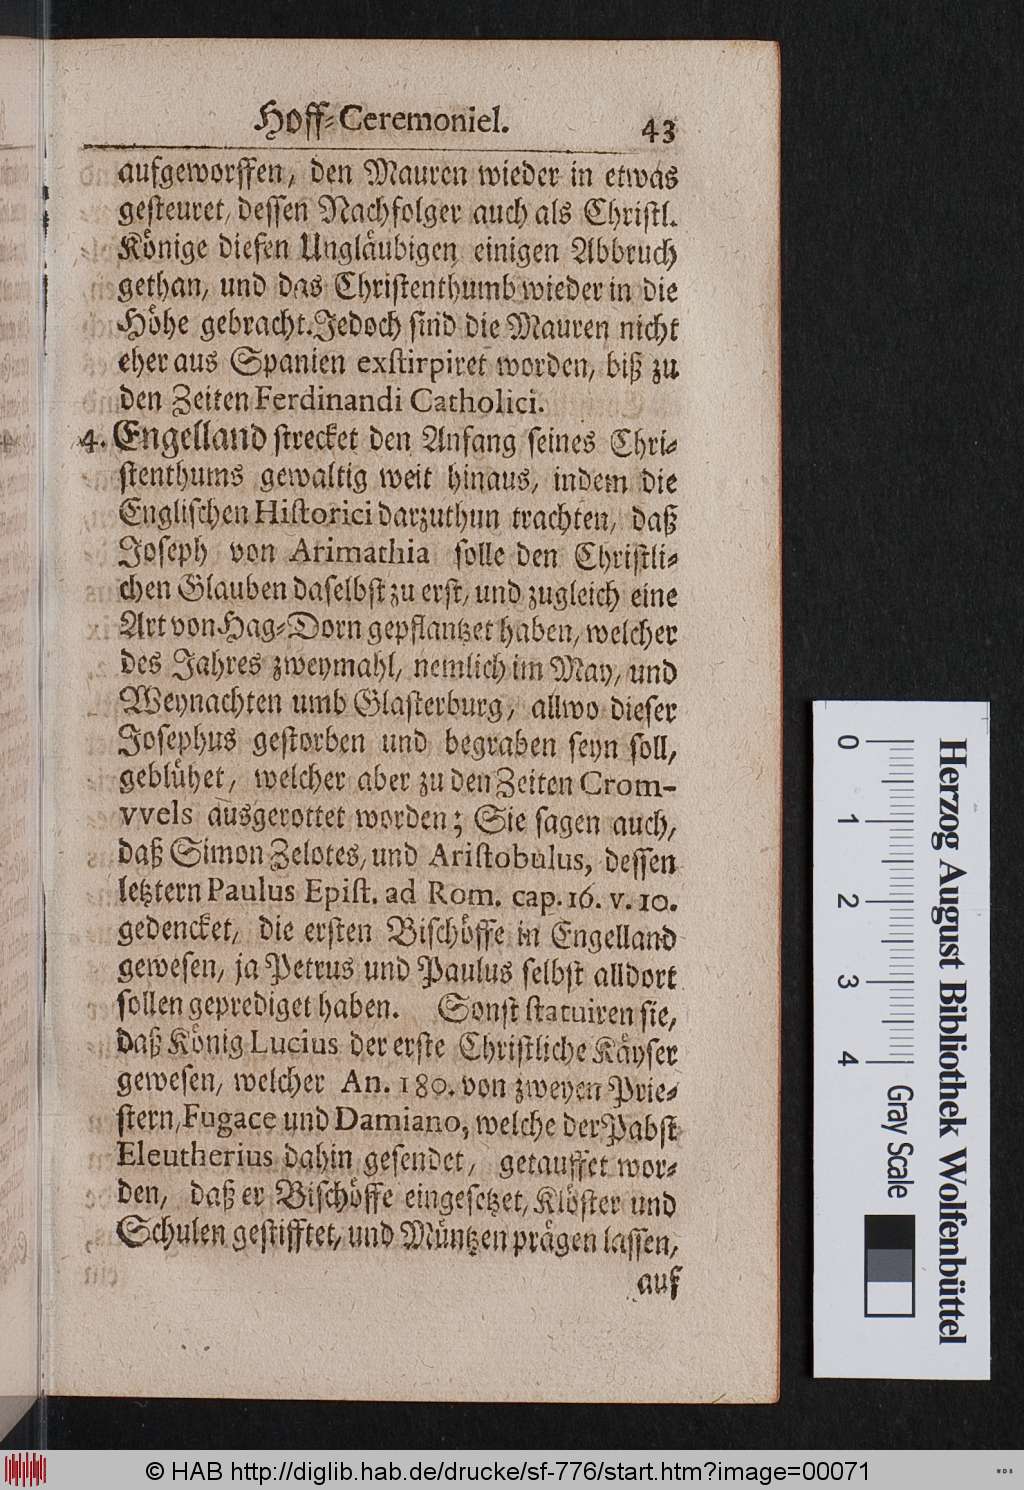 Hoff-Ceremoniel. 43
aufgeworffen, den Mauren wieder in etwas
gesteuret, dessen Nachfolger auch als Christl.
Könige diesen Ungläubigen einigen Abbruch
gethan, und das Christenthumb wieder in die
Höhe gebracht. Jedoch sind die Mauren nicht
eher aus Spanien exstirpiret worden, biß zu
den Zeiten Ferdinandi Catholici.
4. Engelland strecket den Anfang seines Chri-
stenthums gewaltig weit hinaus, indem die
Englischen Historici darzuthun trachten, daß
Joseph von Arimathia solle den Christli-
chen Glauben daselbst zu erst, und zugleich eine
Art von Hag-Dorn gepflantzet haben, welcher
des Jahres zweymahl, nemlich im May, und
Weynachten umb Glasterburg, allwo dieser
Josephus gestorben und begraben seyn soll,
geblühet, welcher aber zu den Zeiten Crom-
vvels ausgerottet worden; Sie sagen auch,
daß Simon Zelotes, und Aristobulus, dessen
letztern Paulus Epist. ad Rom. cap. 16. v. 10.
gedencket, die ersten Bischöffe in Engelland
gewesen, ja Petrus und Paulus selbst alldort
sollen geprediget haben. Sonst statuiren sie,
daß König Lucius der erste Christliche Käyser
gewesen, welcher An. 180. von zweyen Prie-
stern, Fugace und Damiano, welche der Pabst
Eleutherius dahin gesendet, getauffet wor-
den, daß er Bischöffe eingesetzet, Klöster und
Schulen gestifftet, und Müntzen prägen lassen,
auf
0 1 2 3 4 Gray Scale
Herzog August Bibliothek Wolfenbüttel
© HAB http://diglib.hab.de/drucke/sf-776/start.htm?image=00071